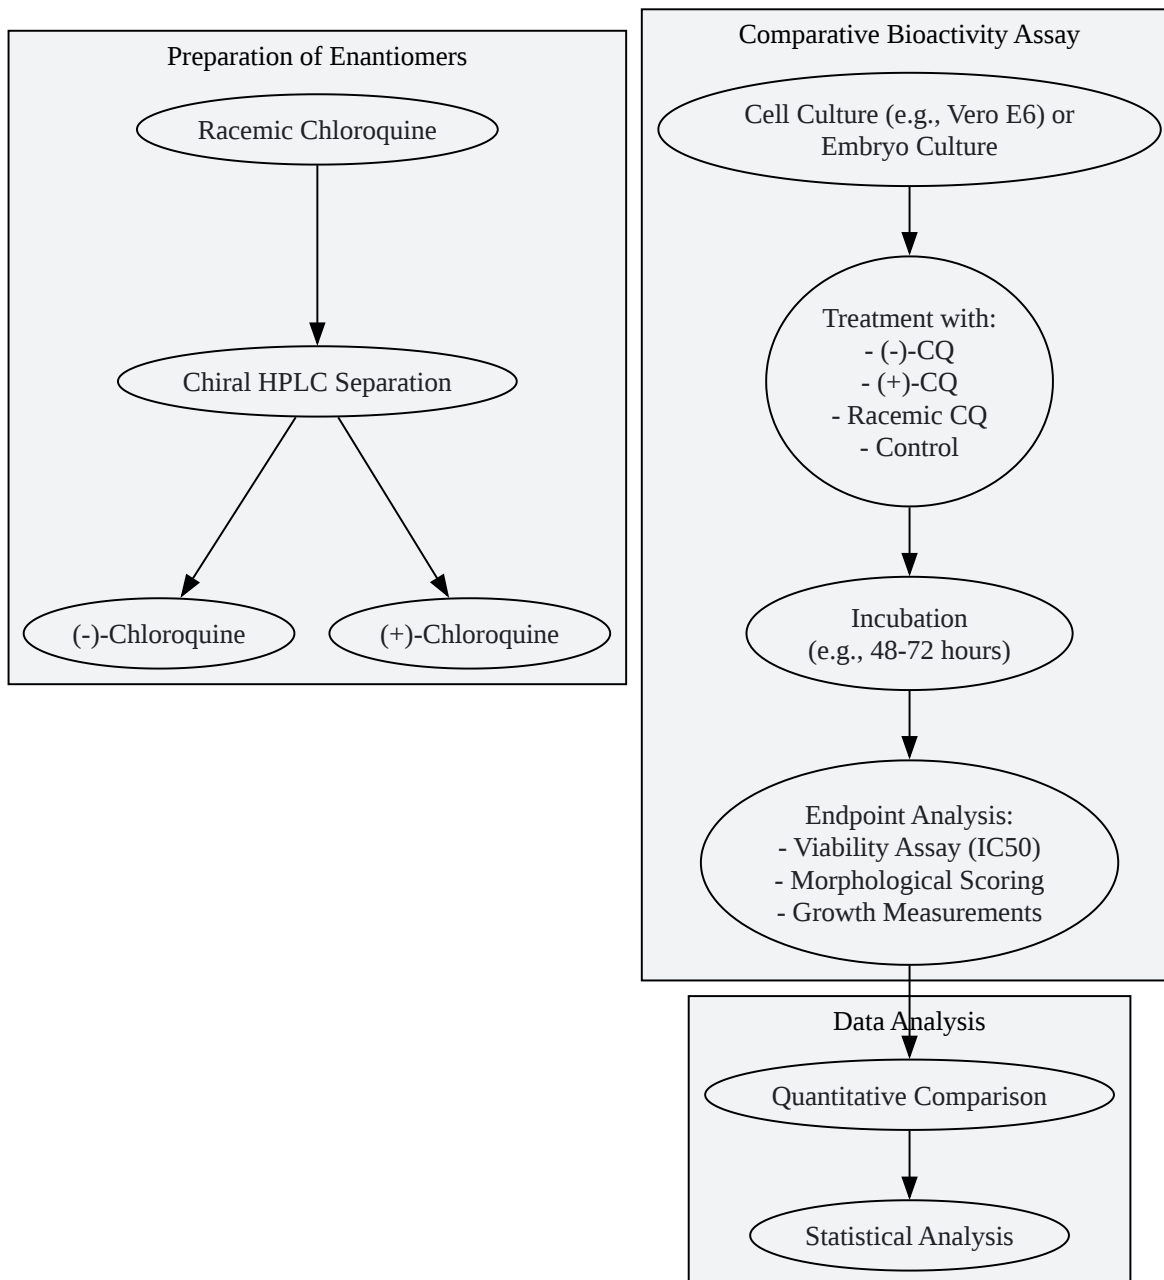 Preparation of Enantiomers
Racemic Chloroquine
Chiral HPLC Separation
(-)-Chloroquine
(+)-Chloroquine
Comparative Bioactivity Assay
Cell Culture (e.g., Vero E6) or
Embryo Culture
Treatment with:
- (-)-CQ
- (+)-CQ
- Racemic CQ
- Control
Incubation
(e.g., 48-72 hours)
Endpoint Analysis:
- Viability Assay (IC50)
- Morphological Scoring
- Growth Measurements
Data Analysis
Quantitative Comparison
Statistical Analysis